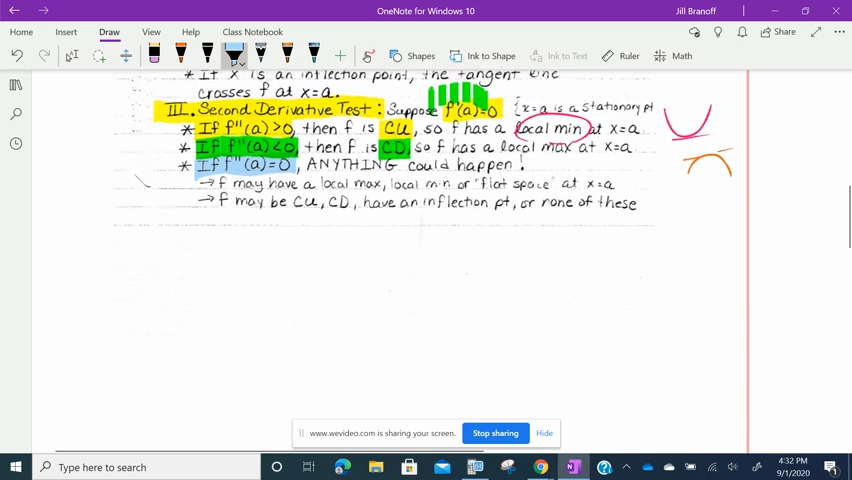 OneNote for Windows 10
Jill Branoff
Home Insert Draw View Help Class Notebook
Share
Shapes Ink to Shape Ink to Text Ruler Math
* If x is an inflection point, the tangent line
crosses f at x=a.
III. Second Derivative Test: Suppose f'(a)=0 {x=a is a stationary pt
* If f''(a)>0, then f is CU, so f has a local min at x=a
* If f''(a)<0, then f is CD, so f has a local max at x=a
* If f''(a)=0, ANYTHING could happen!
→ f may have a local max, local min or "flat space" at x=a
→ f may be CU, CD, have an inflection pt, or none of these
www.wevideo.com is sharing your screen. Stop sharing Hide
Type here to search
4:32 PM
9/1/2020